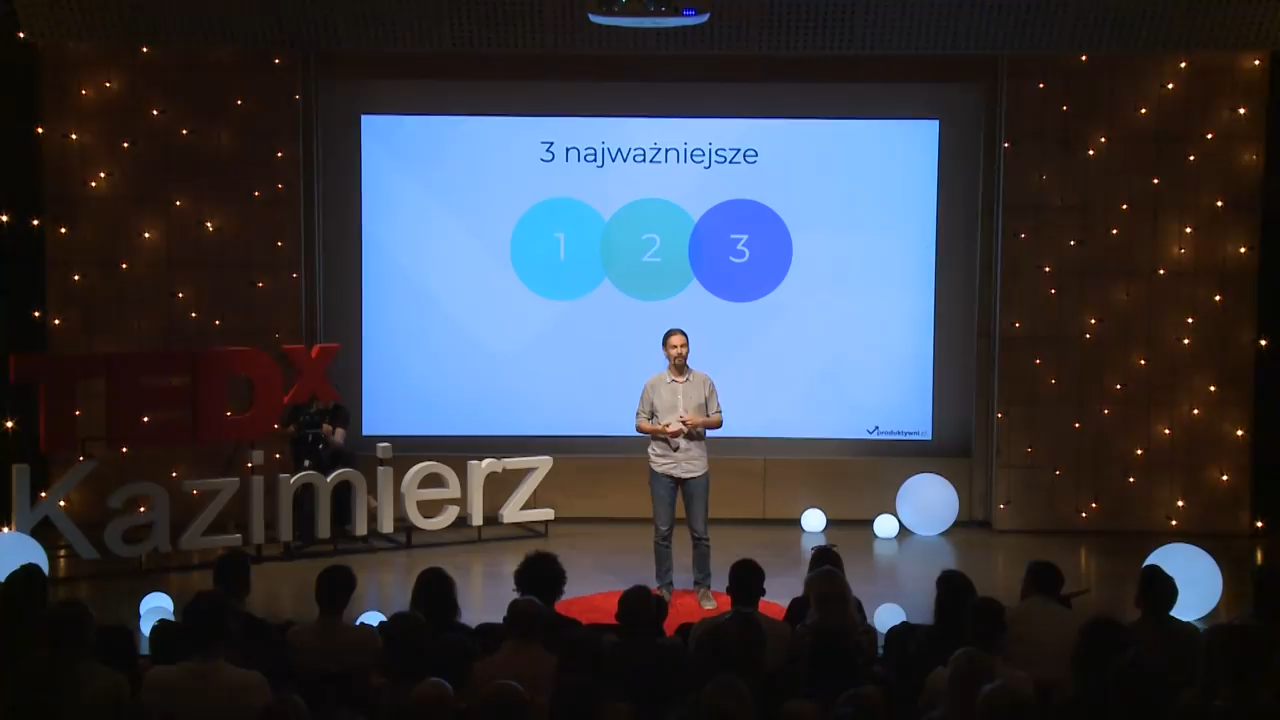 3 najważniejsze
1 2 3
produktywni.pl
TEDx
Kazimierz